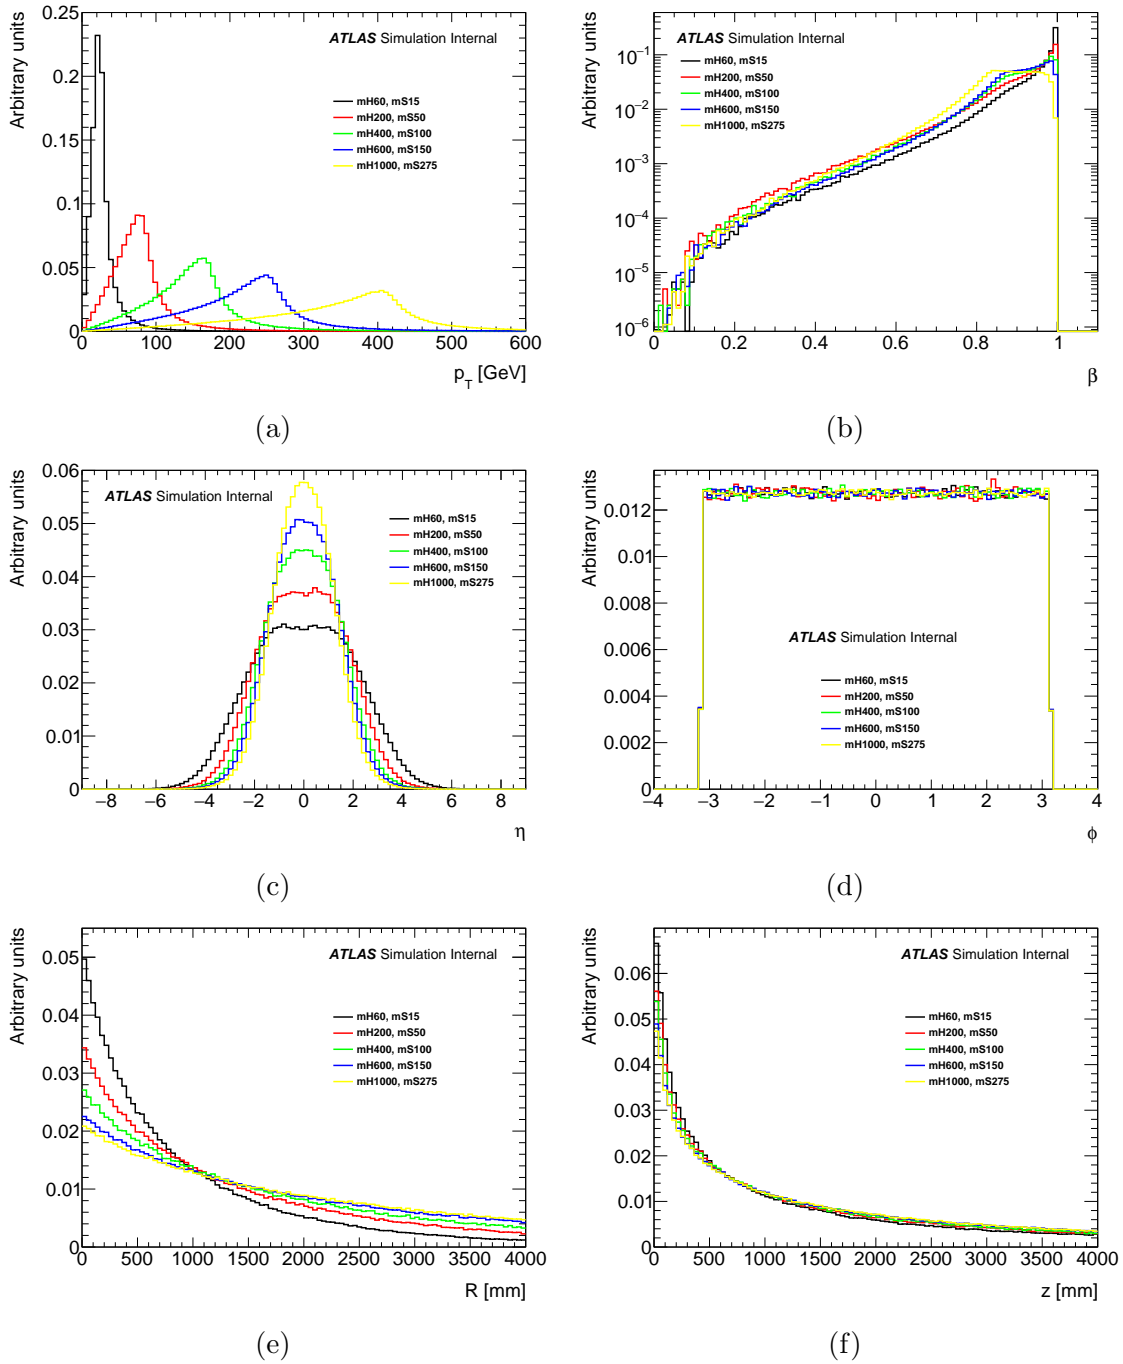 Arbitrary units
0.25
0.2
0.15
0.1
0.05
0
0 100 200 300 400 500 600
p_T [GeV]
ATLAS Simulation Internal
mH60, mS15
mH200, mS50
mH400, mS100
mH600, mS150
mH1000, mS275
(a)
Arbitrary units
10^−1
10^−2
10^−3
10^−4
10^−5
10^−6
0 0.2 0.4 0.6 0.8 1
β
ATLAS Simulation Internal
mH60, mS15
mH200, mS50
mH400, mS100
mH600, mS150
mH1000, mS275
(b)
Arbitrary units
0.06
0.05
0.04
0.03
0.02
0.01
0
−8 −6 −4 −2 0 2 4 6 8
η
ATLAS Simulation Internal
mH60, mS15
mH200, mS50
mH400, mS100
mH600, mS150
mH1000, mS275
(c)
Arbitrary units
0.012
0.01
0.008
0.006
0.004
0.002
0
−4 −3 −2 −1 0 1 2 3 4
ϕ
ATLAS Simulation Internal
mH60, mS15
mH200, mS50
mH400, mS100
mH600, mS150
mH1000, mS275
(d)
Arbitrary units
0.05
0.04
0.03
0.02
0.01
0
0 500 1000 1500 2000 2500 3000 3500 4000
R [mm]
ATLAS Simulation Internal
mH60, mS15
mH200, mS50
mH400, mS100
mH600, mS150
mH1000, mS275
(e)
Arbitrary units
0.06
0.05
0.04
0.03
0.02
0.01
0
0 500 1000 1500 2000 2500 3000 3500 4000
z [mm]
ATLAS Simulation Internal
mH60, mS15
mH200, mS50
mH400, mS100
mH600, mS150
mH1000, mS275
(f)